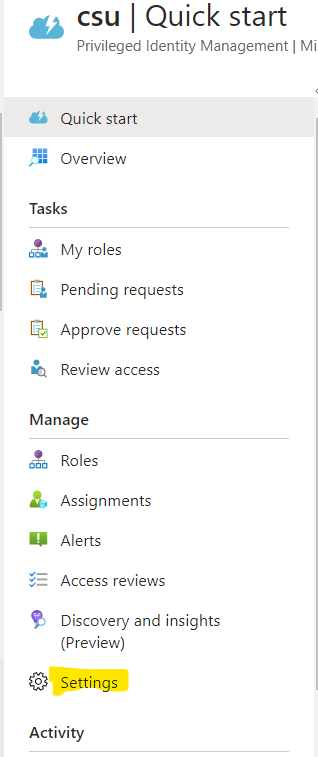 csu | Quick start
Privileged Identity Management | Mi
Quick start
Overview
Tasks
My roles
Pending requests
Approve requests
Review access
Manage
Roles
Assignments
Alerts
Access reviews
Discovery and insights
(Preview)
Settings
Activity